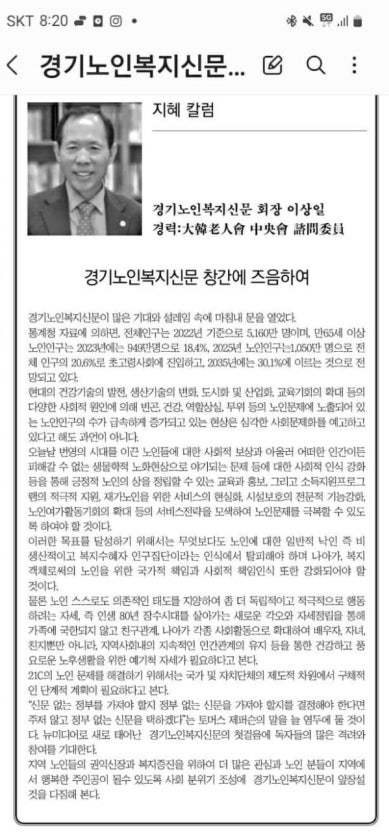 SKT 8:20
5G
경기노인복지신문...
지혜 칼럼
경기노인복지신문 회장 이상일
경력:大韓老人會 中央會 諮問委員
경기노인복지신문 창간에 즈음하여
경기노인복지신문이 많은 기대와 설레임 속에 마침내 문을 열었다.
통계청 자료에 의하면, 전체인구는 2022년 기준으로 5,160만 명이며, 만65세 이상
노인인구는 2023년에는 949만명으로 18.4%, 2025년 노인인구는1,050만 명으로 전
체 인구의 20.6%로 초고령사회에 진입하고, 2035년에는 30.1%에 이르는 것으로 전
망되고 있다.
현대의 건강기술의 발전, 생산기술의 변화, 도시화 및 산업화, 교육기회의 확대 등의
다양한 사회적 원인에 의해 빈곤, 건강, 역할상실, 무위 등의 노인문제에 노출되어 있
는 노인인구의 수가 급속하게 증가되고 있는 현상은 심각한 사회문제화를 예고하고
있다고 해도 과언이 아니다.
오늘날 번영의 시대를 이끈 노인들에 대한 사회적 보상과 아울러 어떠한 인간이든
피해갈 수 없는 생물학적 노화현상으로 야기되는 문제 등에 대한 사회적 인식 강화
등을 통해 긍정적 노인의 상을 정립할 수 있는 교육과 홍보, 그리고 소득지원프로그
램의 적극적 지원, 재가노인을 위한 서비스의 현실화, 시설보호의 전문적 기능강화,
노인여가활동기회의 확대 등의 서비스전략을 모색하여 노인문제를 극복할 수 있도
록 하여야 할 것이다.
이러한 목표를 달성하기 위해서는 무엇보다도 노인에 대한 일반적 낙인 즉 비
생산적이고 복지수혜자 인구집단이라는 인식에서 탈피해야 하며 나아가, 복지
객체로써의 노인을 위한 국가적 책임과 사회적 책임인식 또한 강화되어야 할
것이다.
물론 노인 스스로도 의존적인 태도를 지양하여 좀 더 독립적이고 적극적으로 행동
하려는 자세, 즉 인생 80년 장수시대를 살아가는 새로운 각오와 자세정립을 통해
가족에 국한되지 않고 친구관계, 나아가 각종 사회활동으로 확대하여 배우자, 자녀,
친지뿐만 아니라, 지역사회내의 지속적인 인간관계의 유지 등을 통한 건강하고 풍
요로운 노후생활을 위한 예기척 자세가 필요하다고 본다.
21C의 노인 문제를 해결하기 위해서는 국가 및 자치단체의 제도적 차원에서 구체적
인 단계적 계획이 필요하다고 본다.
“신문 없는 정부를 가져야 할지 정부 없는 신문을 가져야 할지를 결정해야 한다면
주저 않고 정부 없는 신문을 택하겠다”는 토머스 제퍼슨의 말을 늘 염두에 둘 것이
다. 뉴미디어로 새로 태어난 경기노인복지신문의 첫걸음에 독자들의 많은 격려와
참여를 기대한다.
지역 노인들의 권익신장과 복지증진을 위하여 더 많은 관심과 노인 분들이 지역에
서 행복한 주인공이 될수 있도록 사회 분위기 조성에 경기노인복지신문이 앞장설
것을 다짐해 본다.